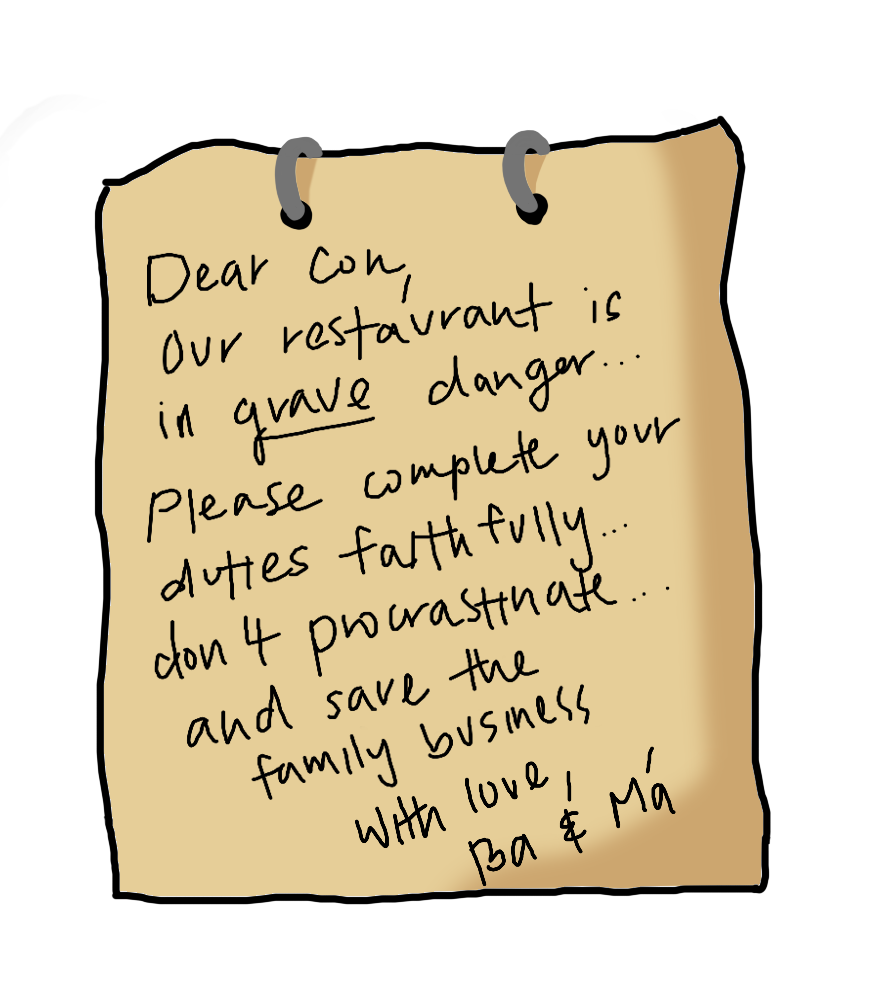 Dear Con,
Our restaurant is
in grave danger...
Please complete your
duties faithfully...
don't procrastinate...
and save the
family business
With love,
Ba & Má